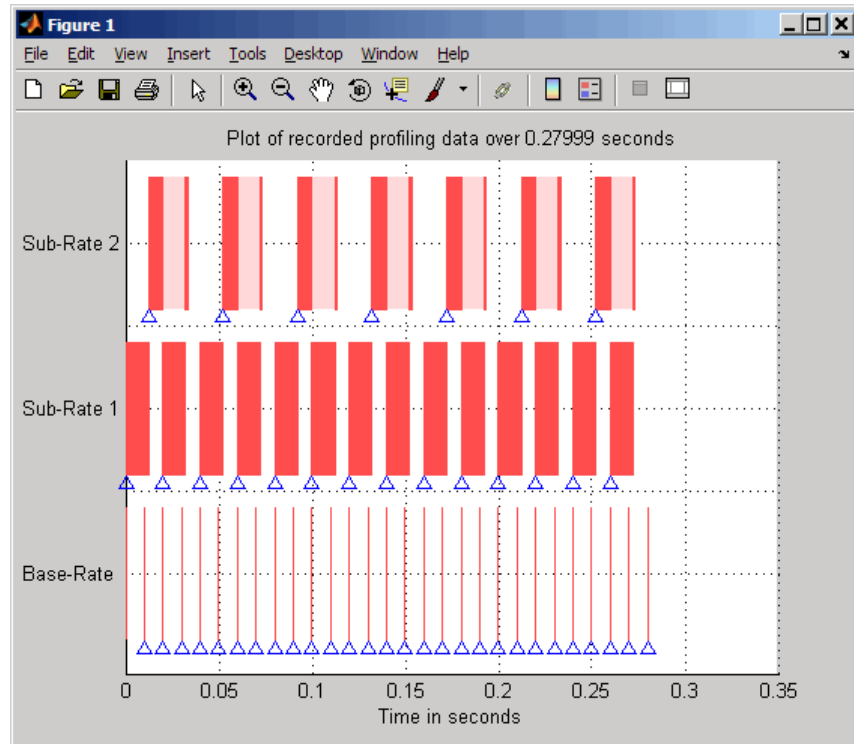 Figure 1
File Edit View Insert Tools Desktop Window Help
Plot of recorded profiling data over 0.27999 seconds
Sub-Rate 2
Sub-Rate 1
Base-Rate
0 0.05 0.1 0.15 0.2 0.25 0.3 0.35
Time in seconds